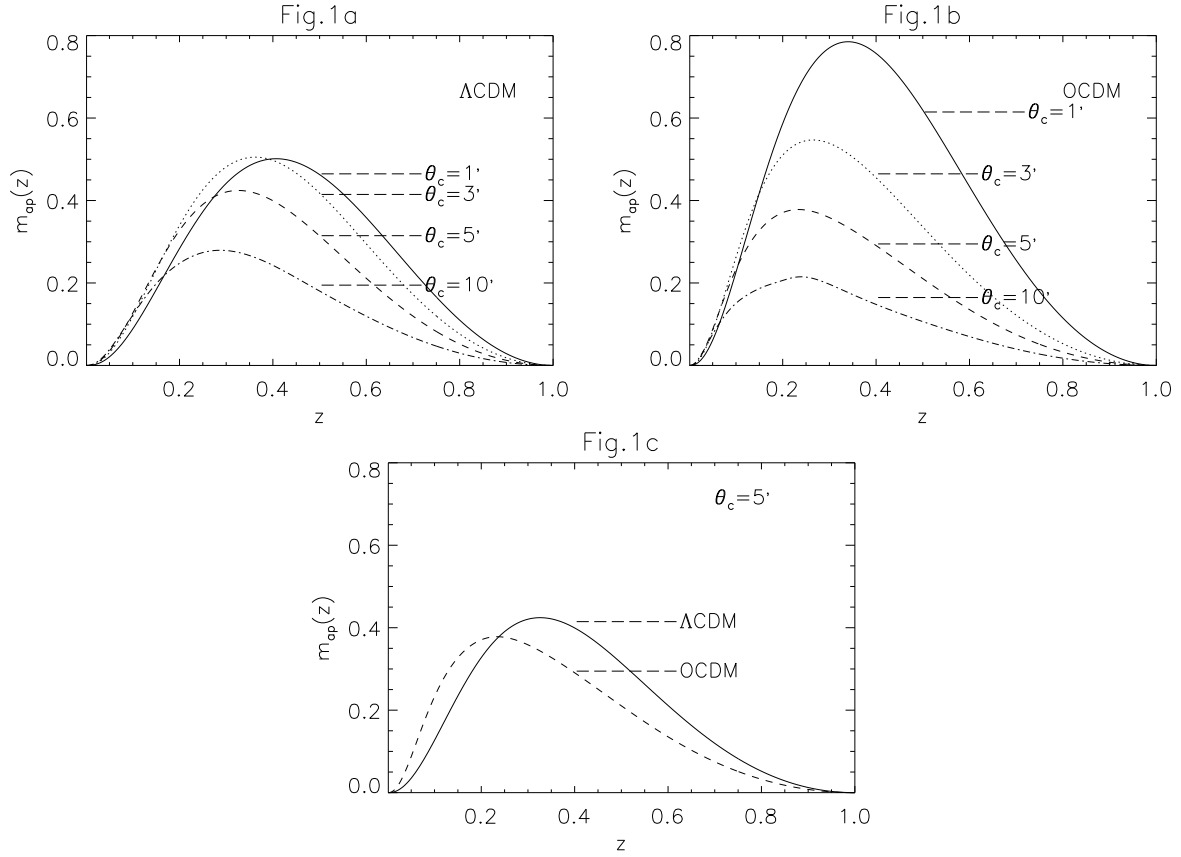 Fig.1a
0.8
0.6
0.4
0.2
0.0
m_ap(z)
ΛCDM
θ_c=1'
θ_c=3'
θ_c=5'
θ_c=10'
0.2 0.4 0.6 0.8 1.0
z
Fig.1b
0.8
0.6
0.4
0.2
0.0
m_ap(z)
OCDM
θ_c=1'
θ_c=3'
θ_c=5'
θ_c=10'
0.2 0.4 0.6 0.8 1.0
z
Fig.1c
0.8
0.6
0.4
0.2
0.0
m_ap(z)
θ_c=5'
ΛCDM
OCDM
0.2 0.4 0.6 0.8 1.0
z